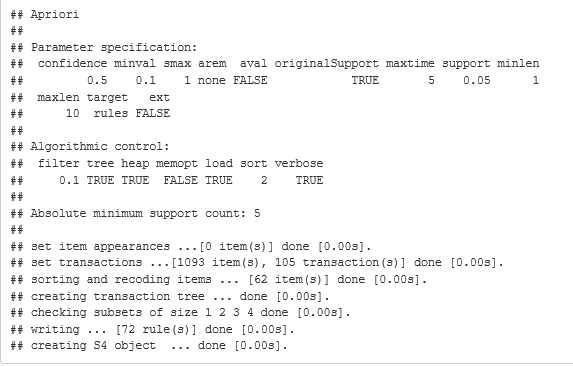 ## Apriori
##
## Parameter specification:
##  confidence minval smax arem  aval originalSupport maxtime support minlen
##         0.5    0.1    1 none FALSE            TRUE       5    0.05      1
##  maxlen target   ext
##      10  rules FALSE
##
## Algorithmic control:
##  filter tree heap memopt load sort verbose
##     0.1 TRUE TRUE  FALSE TRUE    2    TRUE
##
## Absolute minimum support count: 5
##
## set item appearances ...[0 item(s)] done [0.00s].
## set transactions ...[1093 item(s), 105 transaction(s)] done [0.00s].
## sorting and recoding items ... [62 item(s)] done [0.00s].
## creating transaction tree ... done [0.00s].
## checking subsets of size 1 2 3 4 done [0.00s].
## writing ... [72 rule(s)] done [0.00s].
## creating S4 object  ... done [0.00s].